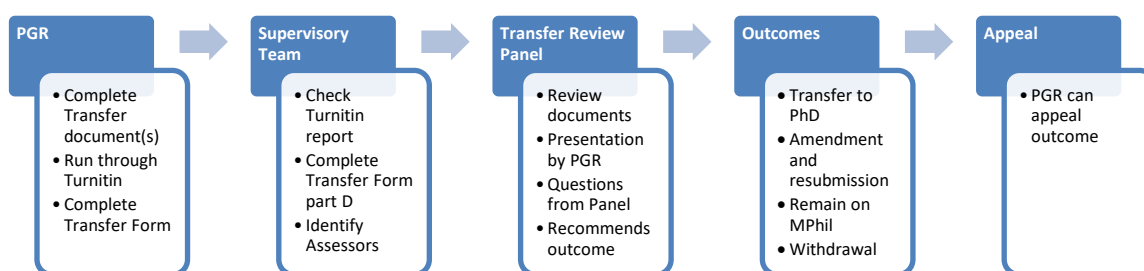 PGR
• Complete
Transfer
document(s)
• Run through
Turnitin
• Complete
Transfer Form
Supervisory
Team
• Check
Turnitin
report
• Complete
Transfer Form
part D
• Identify
Assessors
Transfer Review
Panel
• Review
documents
• Presentation
by PGR
• Questions
from Panel
• Recommends
outcome
Outcomes
• Transfer to
PhD
• Amendment
and
resubmission
• Remain on
MPhil
• Withdrawal
Appeal
• PGR can
appeal
outcome